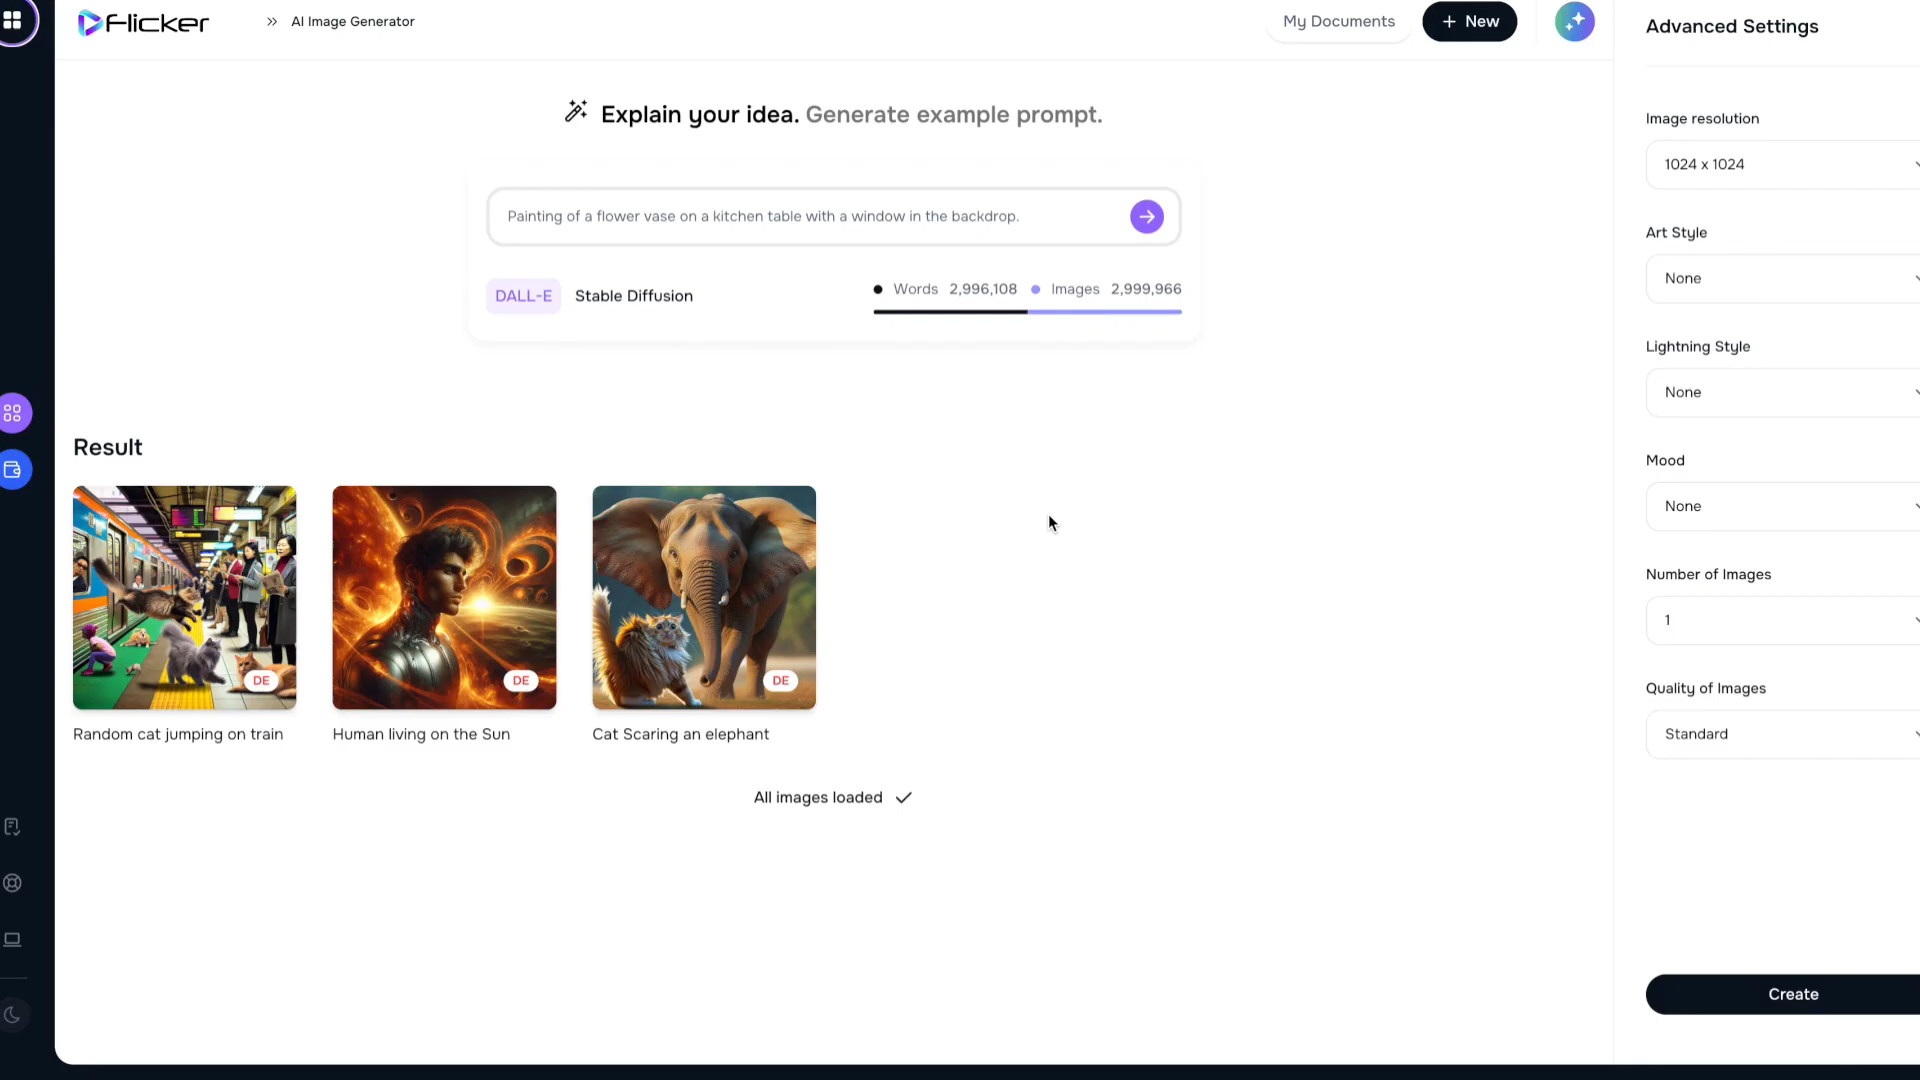 Flicker
AI Image Generator
My Documents
+ New
Advanced Settings
Explain your idea. Generate example prompt.
Painting of a flower vase on a kitchen table with a window in the backdrop.
DALL-E
Stable Diffusion
Words 2,996,108
Images 2,999,966
Result
DE
DE
DE
Random cat jumping on train
Human living on the Sun
Cat Scaring an elephant
All images loaded
Image resolution
1024 x 1024
Art Style
None
Lightning Style
None
Mood
None
Number of Images
1
Quality of Images
Standard
Create